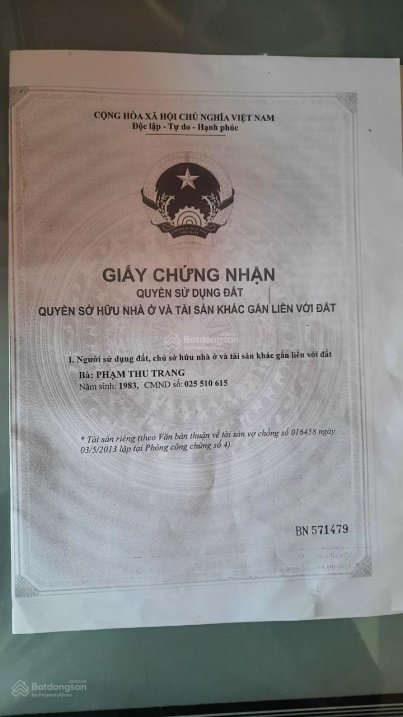 CỘNG HÒA XÃ HỘI CHỦ NGHĨA VIỆT NAM
Độc lập - Tự do - Hạnh phúc
GIẤY CHỨNG NHẬN
QUYỀN SỬ DỤNG ĐẤT
QUYỀN SỞ HỮU NHÀ Ở VÀ TÀI SẢN KHÁC GẮN LIỀN VỚI ĐẤT
Batdongsan
I. Người sử dụng đất, chủ sở hữu nhà ở và tài sản khác gắn liền với đất
Bà: PHẠM THU TRANG
Năm sinh: 1983, CMND số: 025 510 615
* Tài sản riêng (theo Văn bản thuận về tài sản vợ chồng số 016458 ngày
03/5/2013 lập tại Phòng công chứng số 4).
BN 571479
Batdongsan
by PropertyGuru